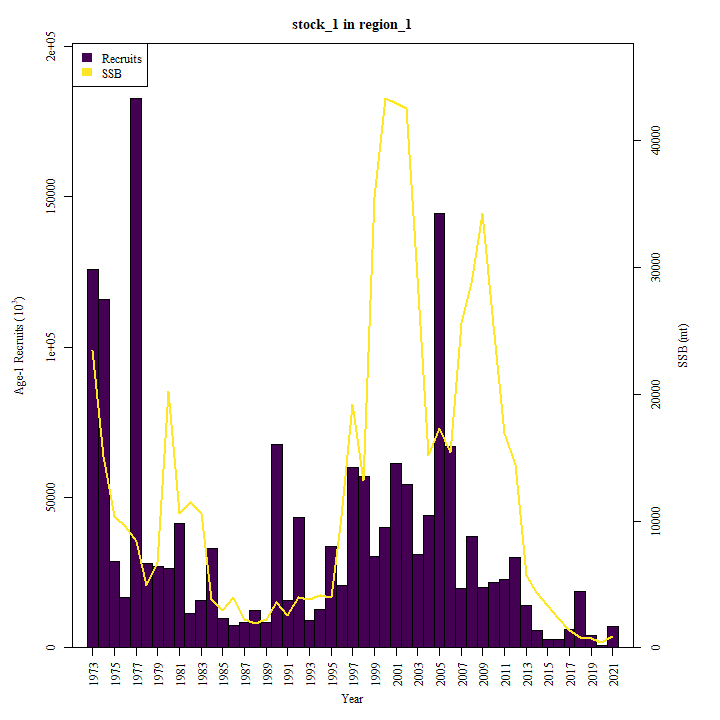 stock_1 in region_1
Recruits
SSB
2e+05
150000
1e+05
50000
0
Age-1 Recruits (10³)
40000
30000
20000
10000
0
SSB (mt)
1973 1975 1977 1979 1981 1983 1985 1987 1989 1991 1993 1995 1997 1999 2001 2003 2005 2007 2009 2011 2013 2015 2017 2019 2021
Year